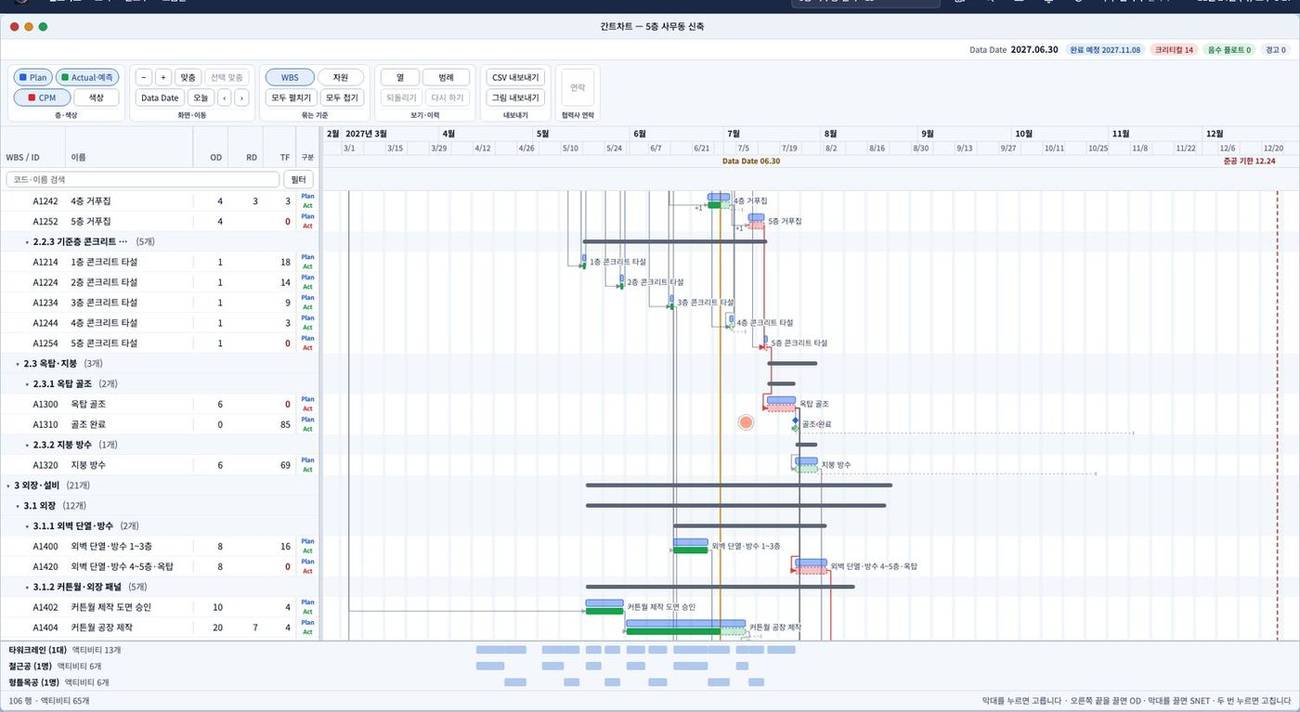 간트차트 — 5층 사무동 신축
Data Date 2027.06.30 완료 예정 2027.11.08 크리티컬 14 음수 플로트 0 경고 0
Plan Actual·예측 − + 맞춤 선택 맞춤 WBS 자원 열 범례 CSV 내보내기 연락
CPM 색상 Data Date 오늘 ‹ › 모두 펼치기 모두 접기 되돌리기 다시 하기 그림 내보내기
층·색상 화면·이동 묶는 기준 보기·이력 내보내기 협력사 연락
2월 2027년 3월 4월 5월 6월 7월 8월 9월 10월 11월 12월
WBS / ID 이름 OD RD TF 구분 3/1 3/15 3/29 4/12 4/26 5/10 5/24 6/7 6/21 7/5 7/19 8/2 8/16 8/30 9/13 9/27 10/11 10/25 11/8 11/22 12/6 12/20
Data Date 06.30 준공 기한 12.24
코드·이름 검색 필터
A1242 4층 거푸집 4 3 3 Plan Act +1 4층 거푸집
A1252 5층 거푸집 4 0 Plan Act +1 5층 거푸집
2.2.3 기준층 콘크리트 … (5개)
A1214 1층 콘크리트 타설 1 18 Plan Act 1층 콘크리트 타설
A1224 2층 콘크리트 타설 1 14 Plan Act 2층 콘크리트 타설
A1234 3층 콘크리트 타설 1 9 Plan Act 3층 콘크리트 타설
A1244 4층 콘크리트 타설 1 3 Plan Act 4층 콘크리트 타설
A1254 5층 콘크리트 타설 1 0 Plan Act 5층 콘크리트 타설
2.3 옥탑·지붕 (3개)
2.3.1 옥탑 골조 (2개)
A1300 옥탑 골조 6 0 Plan Act 옥탑 골조
A1310 골조 완료 0 85 Plan Act 골조 완료
2.3.2 지붕 방수 (1개)
A1320 지붕 방수 6 69 Plan Act 지붕 방수
3 외장·설비 (21개)
3.1 외장 (12개)
3.1.1 외벽 단열·방수 (2개)
A1400 외벽 단열·방수 1~3층 8 16 Plan Act 외벽 단열·방수 1~3층
A1420 외벽 단열·방수 4~5층·옥탑 8 0 Plan Act 외벽 단열·방수 4~5층·옥탑
3.1.2 커튼월·외장 패널 (5개)
A1402 커튼월 제작 도면 승인 10 4 Plan Act 커튼월 제작 도면 승인
A1404 커튼월 공장 제작 20 7 4 Plan Act 커튼월 공장 제작
타워크레인 (1대) 액티비티 13개
철근공 (1명) 액티비티 6개
형틀목공 (1명) 액티비티 6개
106 행 · 액티비티 65개 막대를 누르면 고릅니다 · 오른쪽 끝을 끌면 OD · 막대를 끌면 SNET · 두 번 누르면 고칩니다